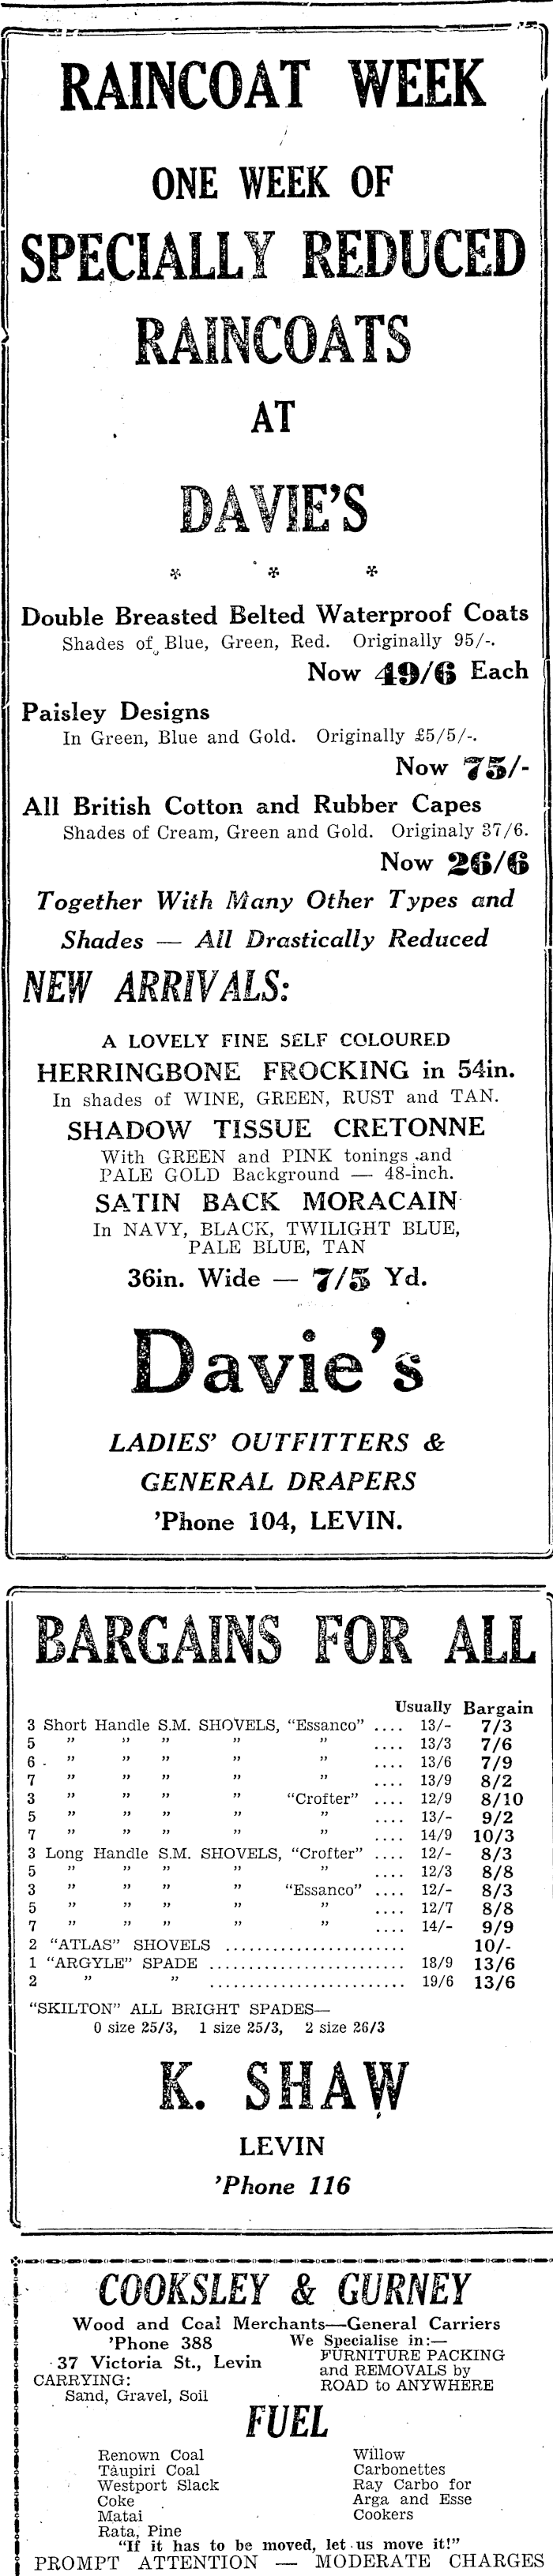 RAINCOAT WEEK
ONE WEEK OF
SPECIALLY REDUCED
RAINCOATS
AT
DAVIE'S
* * *
Double Breasted Belted Waterproof Coats
Shades of Blue, Green, Red. Originally 95/-.
Now 49/6 Each
Paisley Designs
In Green, Blue and Gold. Originally £5/5/-.
Now 75/-
All British Cotton and Rubber Capes
Shades of Cream, Green and Gold. Originaly 37/6.
Now 26/6
Together With Many Other Types and
Shades — All Drastically Reduced
NEW ARRIVALS:
A LOVELY FINE SELF COLOURED
HERRINGBONE FROCKING in 54in.
In shades of WINE, GREEN, RUST and TAN.
SHADOW TISSUE CRETONNE
With GREEN and PINK tonings and
PALE GOLD Background — 48-inch.
SATIN BACK MORACAIN
In NAVY, BLACK, TWILIGHT BLUE,
PALE BLUE, TAN
36in. Wide — 7/5 Yd.
Davie's
LADIES' OUTFITTERS &
GENERAL DRAPERS
'Phone 104, LEVIN.
BARGAINS FOR ALL
Usually Bargain
3 Short Handle S.M. SHOVELS, "Essanco" .... 13/- 7/3
5 " " " " " .... 13/3 7/6
6 " " " " " .... 13/6 7/9
7 " " " " " .... 13/9 8/2
3 " " " " "Crofter" .... 12/9 8/10
5 " " " " " .... 13/- 9/2
7 " " " " " .... 14/9 10/3
3 Long Handle S.M. SHOVELS, "Crofter" .... 12/- 8/3
5 " " " " " .... 12/3 8/8
3 " " " " "Essanco" .... 12/- 8/3
5 " " " " " .... 12/7 8/8
7 " " " " " .... 14/- 9/9
2 "ATLAS" SHOVELS ........................ 10/-
1 "ARGYLE" SPADE .......................... 18/9 13/6
2 " " .......................... 19/6 13/6
"SKILTON" ALL BRIGHT SPADES—
0 size 25/3, 1 size 25/3, 2 size 26/3
K. SHAW
LEVIN
'Phone 116
COOKSLEY & GURNEY
Wood and Coal Merchants—General Carriers
'Phone 388
37 Victoria St., Levin
CARRYING:
Sand, Gravel, Soil
We Specialise in:—
FURNITURE PACKING
and REMOVALS by
ROAD to ANYWHERE
FUEL
Renown Coal
Taupiri Coal
Westport Slack
Coke
Matai
Rata, Pine
Willow
Carbonettes
Ray Carbo for
Arga and Esse
Cookers
"If it has to be moved, let us move it!"
PROMPT ATTENTION — MODERATE CHARGES